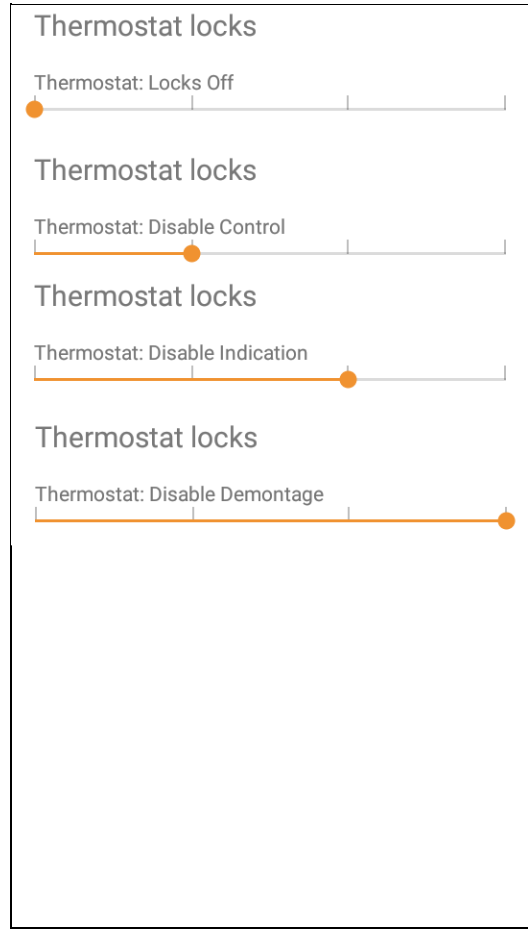 Thermostat locks
Thermostat: Locks Off
Thermostat locks
Thermostat: Disable Control
Thermostat locks
Thermostat: Disable Indication
Thermostat locks
Thermostat: Disable Demontage